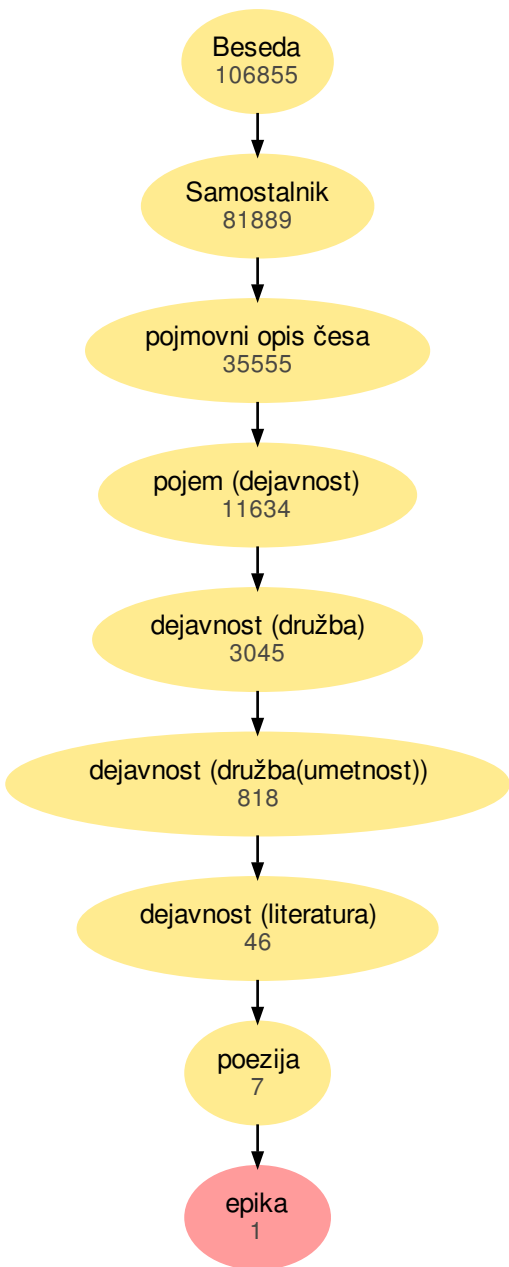 Beseda
106855
Samostalnik
81889
pojmovni opis česa
35555
pojem (dejavnost)
11634
dejavnost (družba)
3045
dejavnost (družba(umetnost))
818
dejavnost (literatura)
46
poezija
7
epika
1